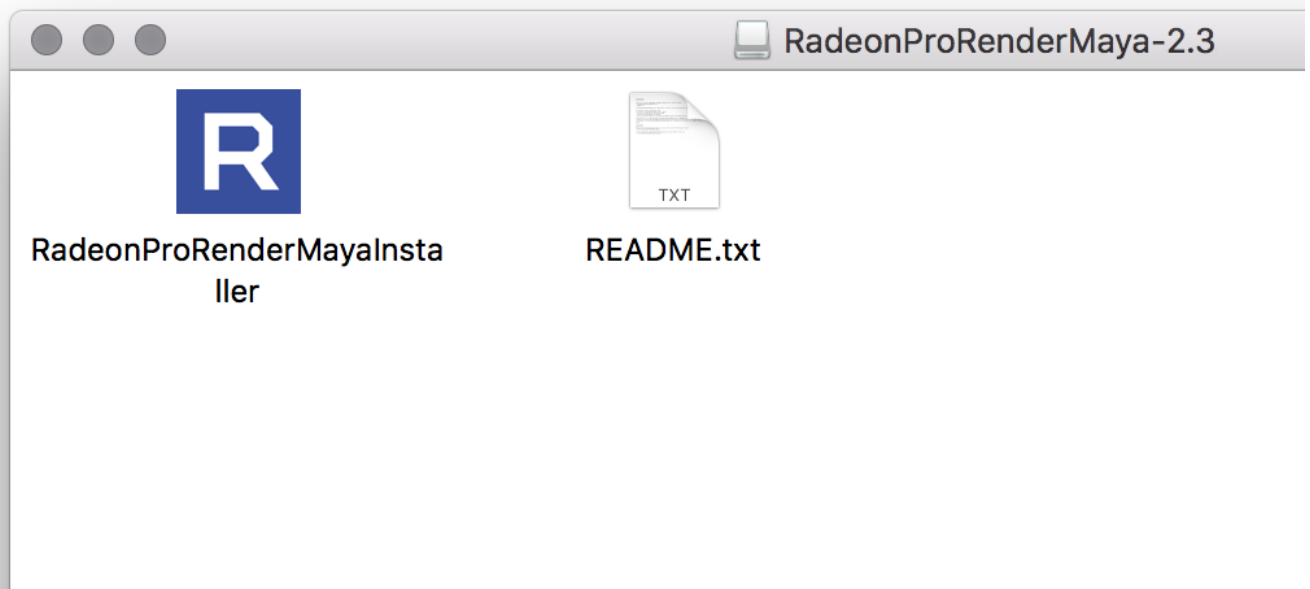 RadeonProRenderMaya-2.3
R
TXT
RadeonProRenderMayaInsta
ller
README.txt